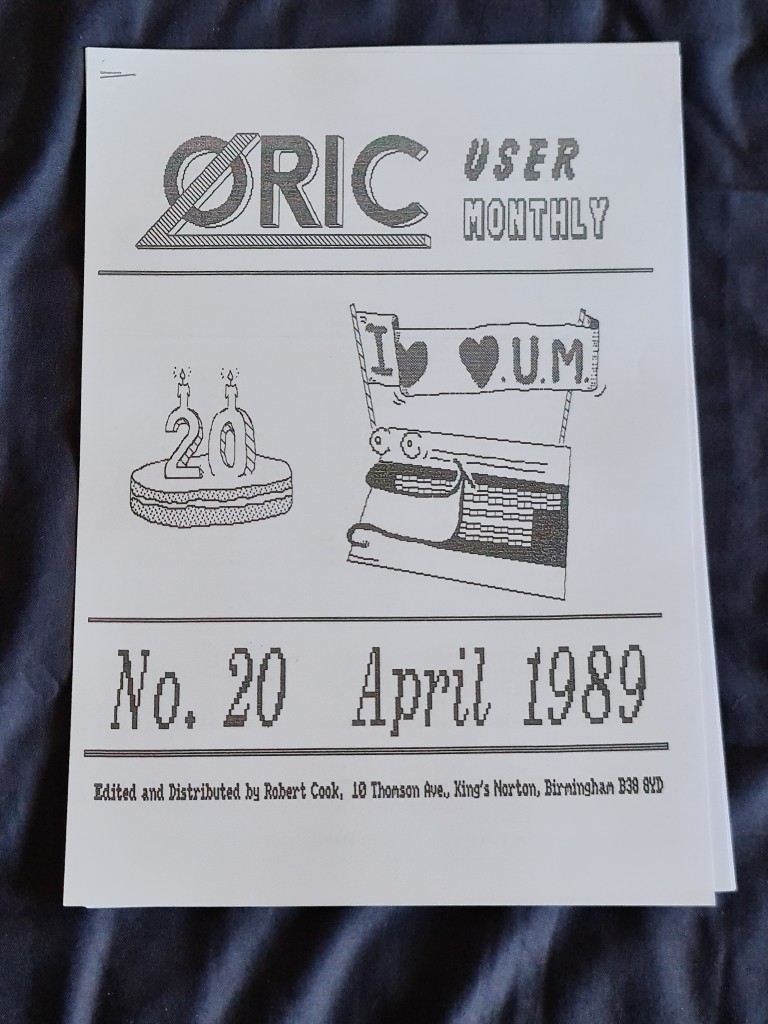 ORIC USER
MONTHLY
I ♥ ♥.U.M.
20
No. 20 April 1989
Edited and Distributed by Robert Cook, 10 Thomson Ave., King's Norton, Birmingham B38 8YD